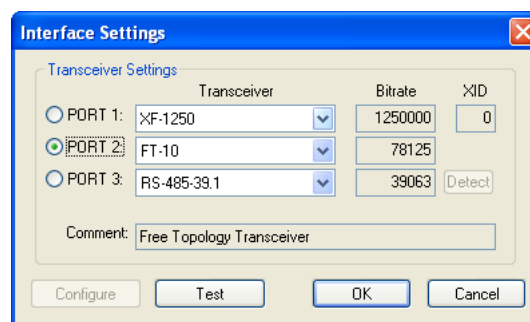 Interface Settings
Transceiver Settings
Transceiver Bitrate XID
PORT 1: XF-1250 1250000 0
PORT 2: FT-10 78125
PORT 3: RS-485-39.1 39063 Detect
Comment: Free Topology Transceiver
Configure Test OK Cancel